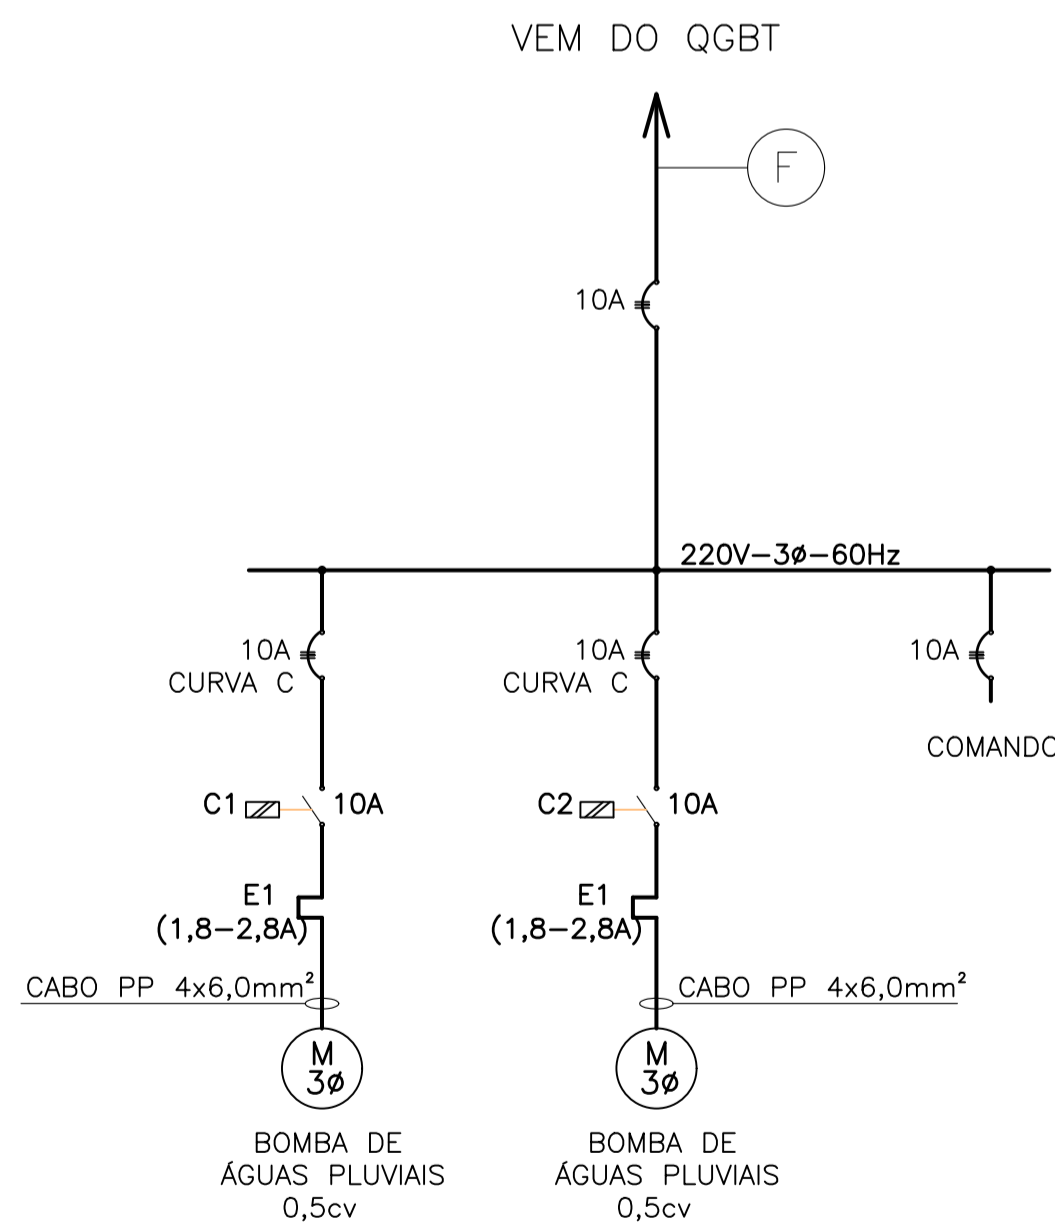 VEM DO QGBT
F
10A
220V-3ø-60Hz
10A
CURVA C
10A
CURVA C
10A
COMANDO
C1
10A
C2
10A
E1
(1,8-2,8A)
E1
(1,8-2,8A)
CABO PP 4x6,0mm²
CABO PP 4x6,0mm²
M
3ø
M
3ø
BOMBA DE
ÁGUAS PLUVIAIS
0,5cv
BOMBA DE
ÁGUAS PLUVIAIS
0,5cv